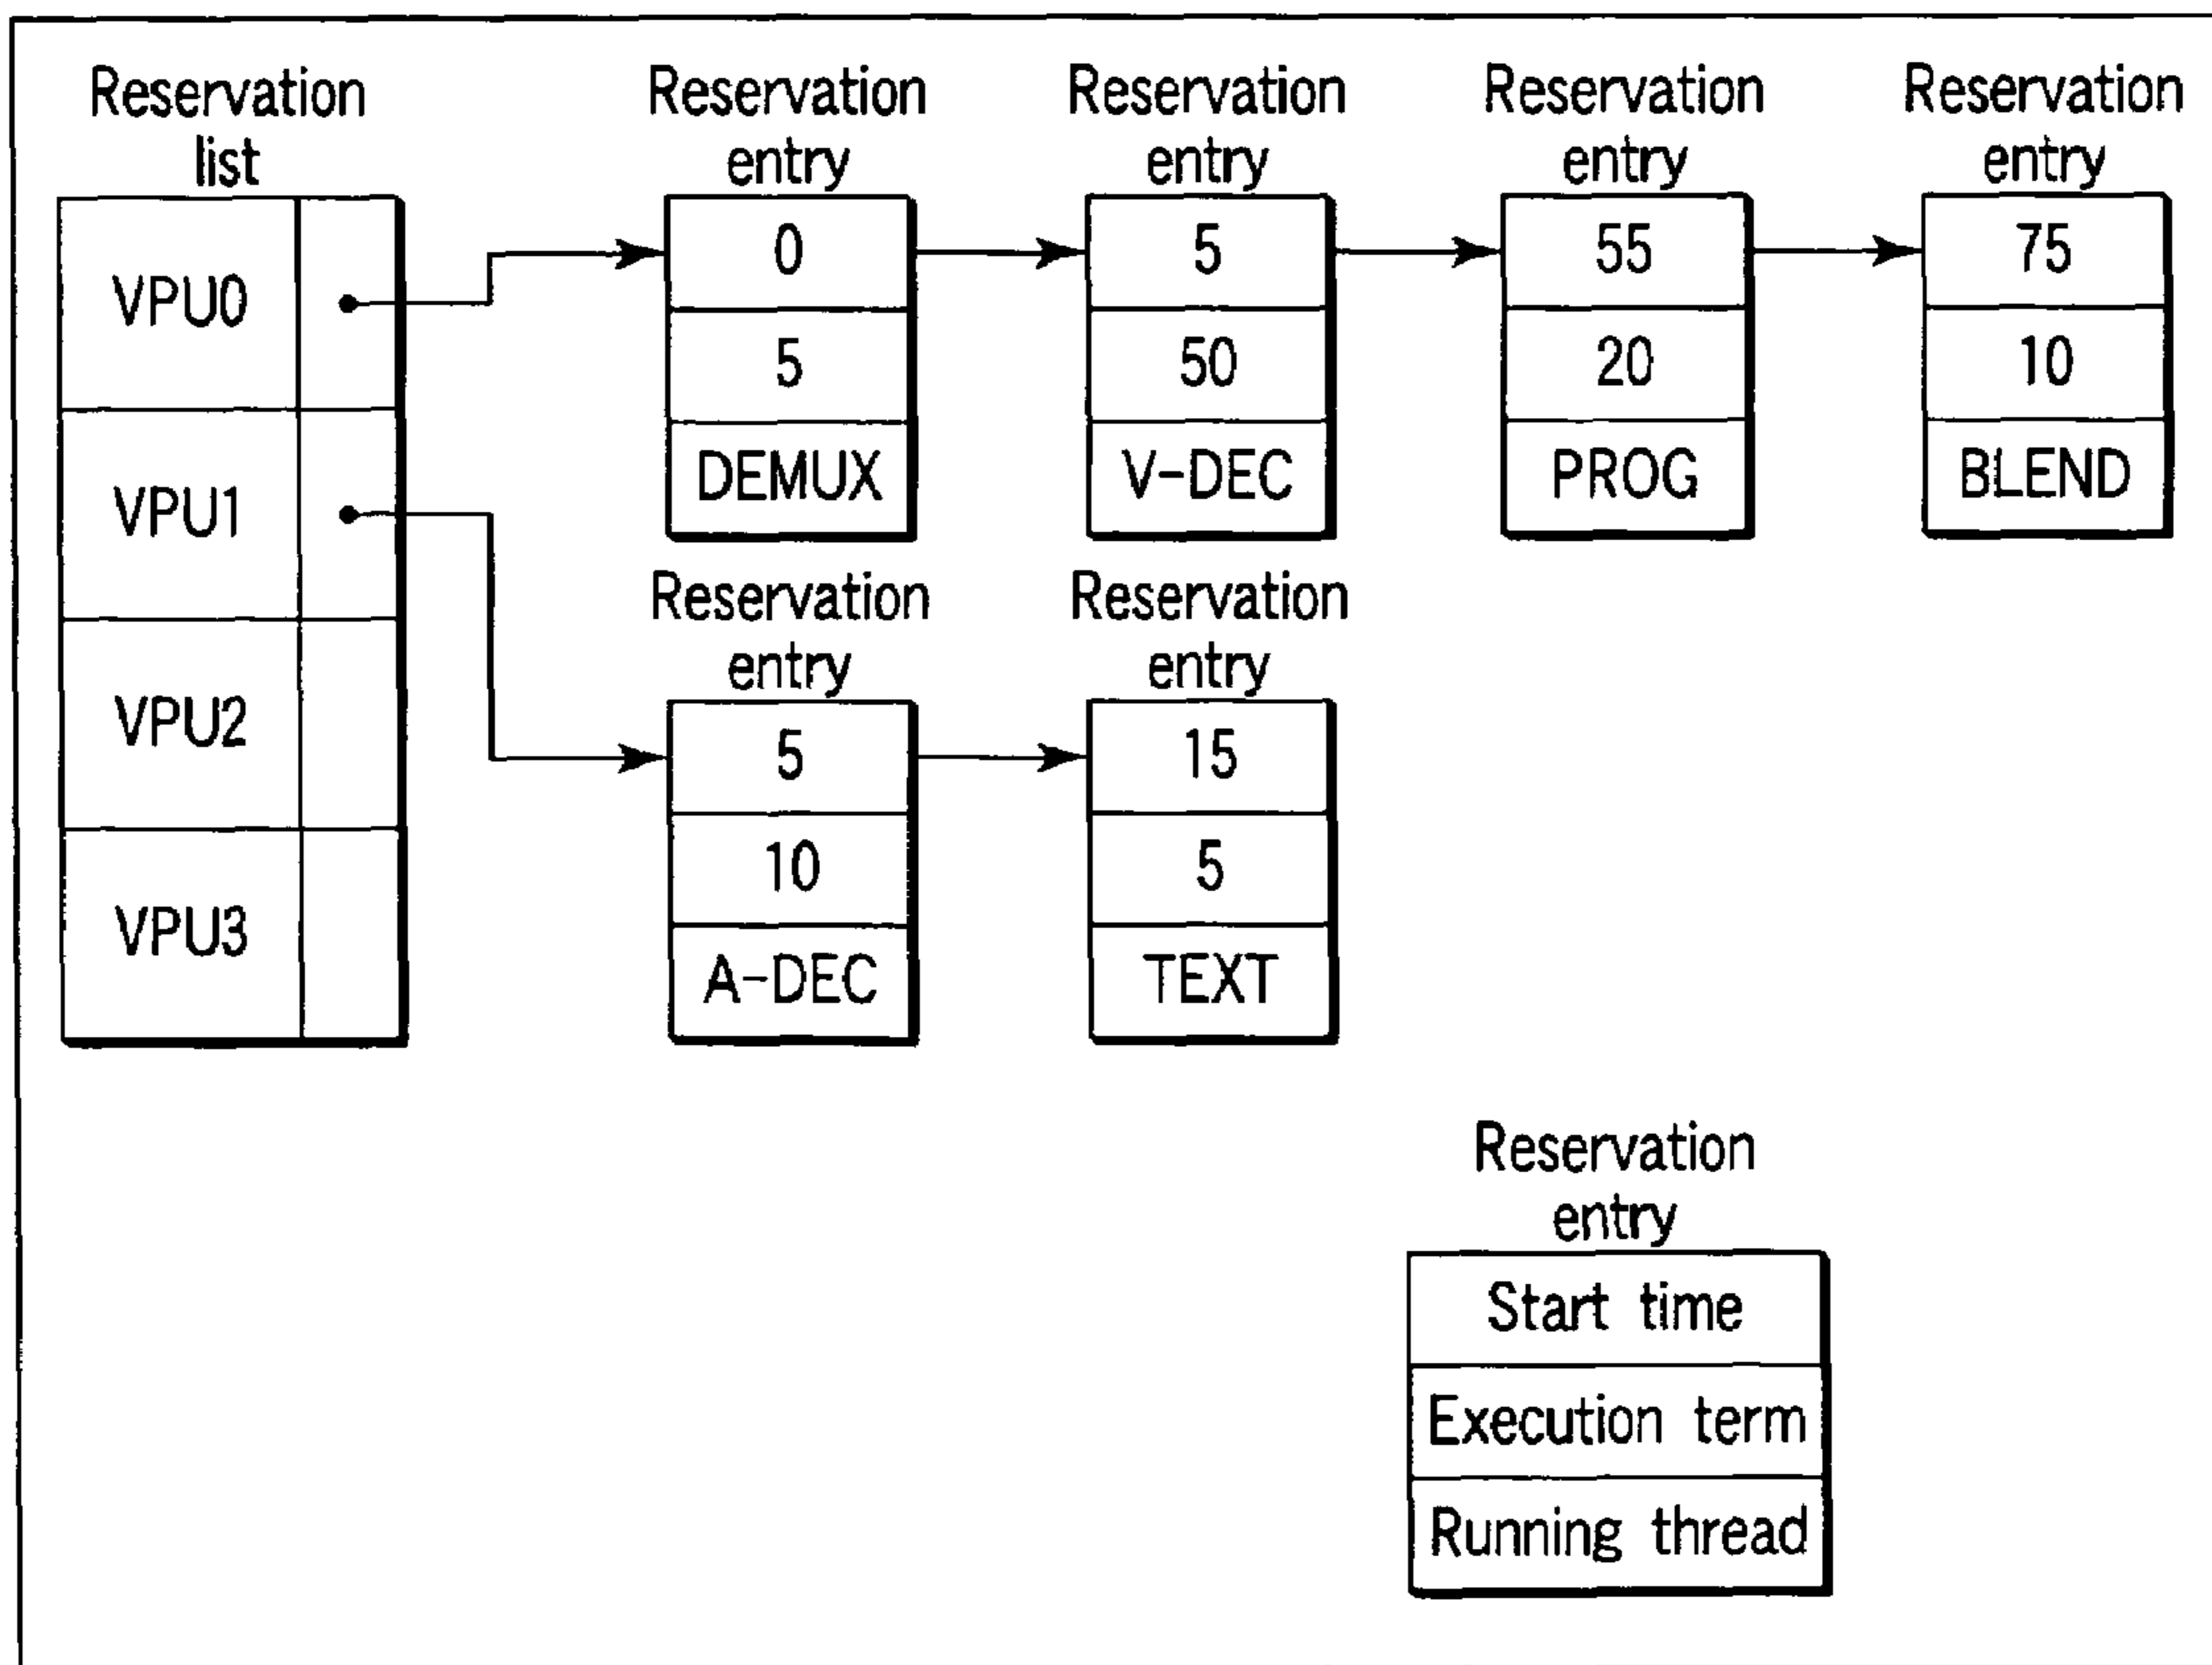 Reservation
list
VPU0
VPU1
VPU2
VPU3
Reservation
entry
0
5
DEMUX
Reservation
entry
5
50
V-DEC
Reservation
entry
55
20
PROG
Reservation
entry
75
10
BLEND
Reservation
entry
5
10
A-DEC
Reservation
entry
15
5
TEXT
Reservation
entry
Start time
Execution term
Running thread